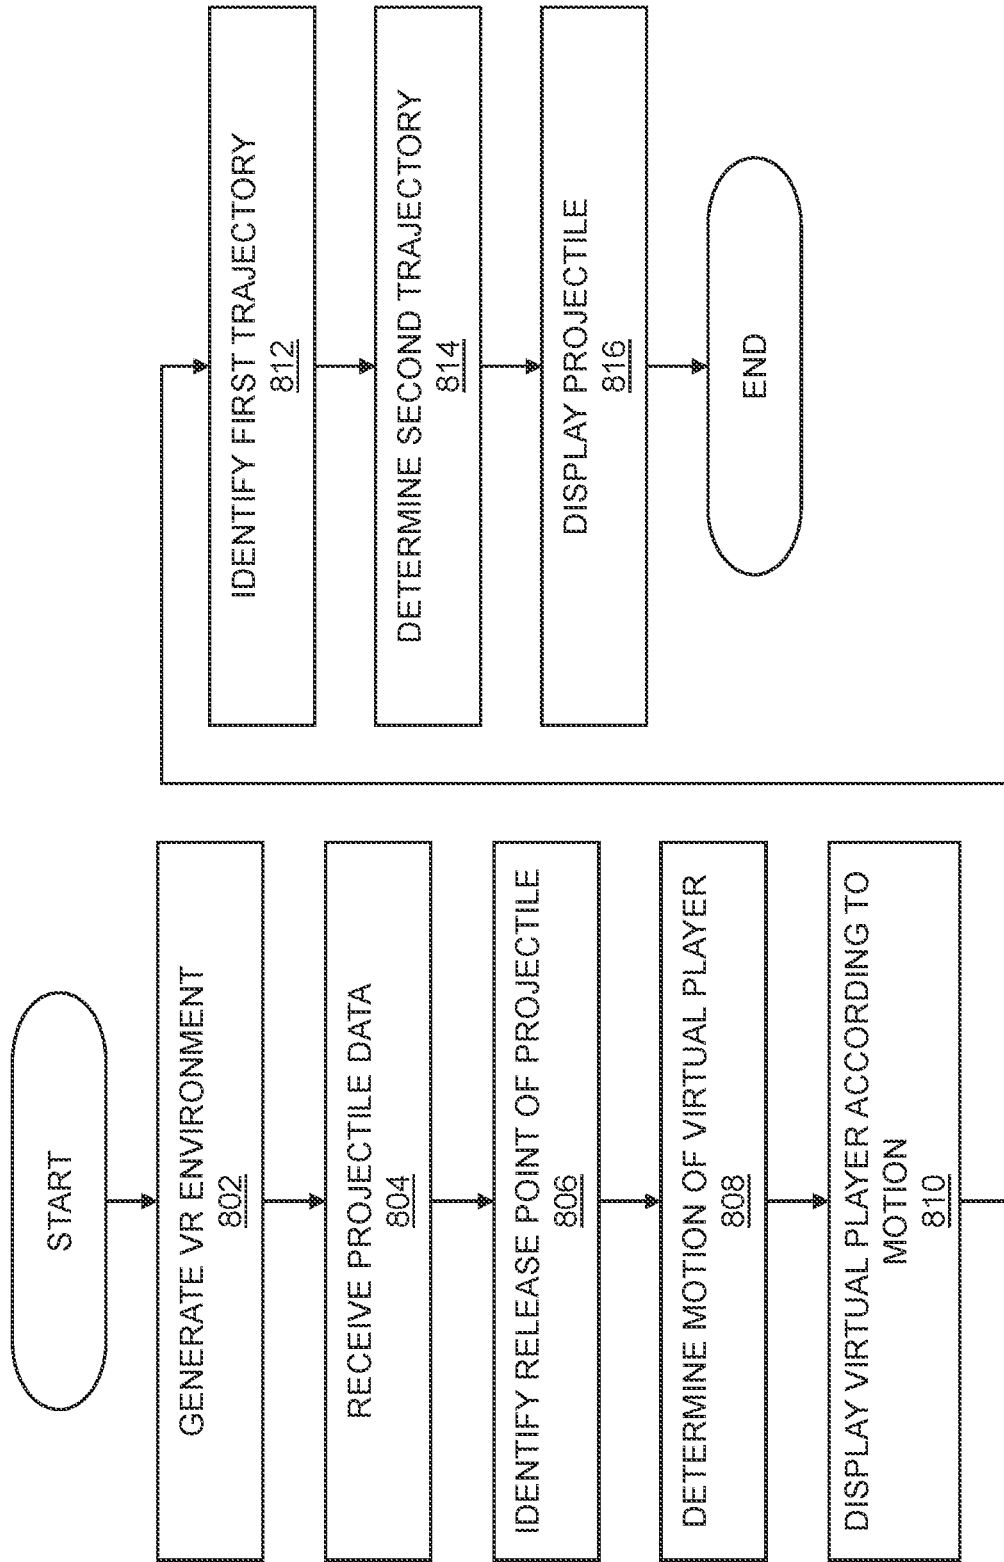 START
GENERATE VR ENVIRONMENT
802
RECEIVE PROJECTILE DATA
804
IDENTIFY RELEASE POINT OF PROJECTILE
806
DETERMINE MOTION OF VIRTUAL PLAYER
808
DISPLAY VIRTUAL PLAYER ACCORDING TO
MOTION
810
IDENTIFY FIRST TRAJECTORY
812
DETERMINE SECOND TRAJECTORY
814
DISPLAY PROJECTILE
816
END